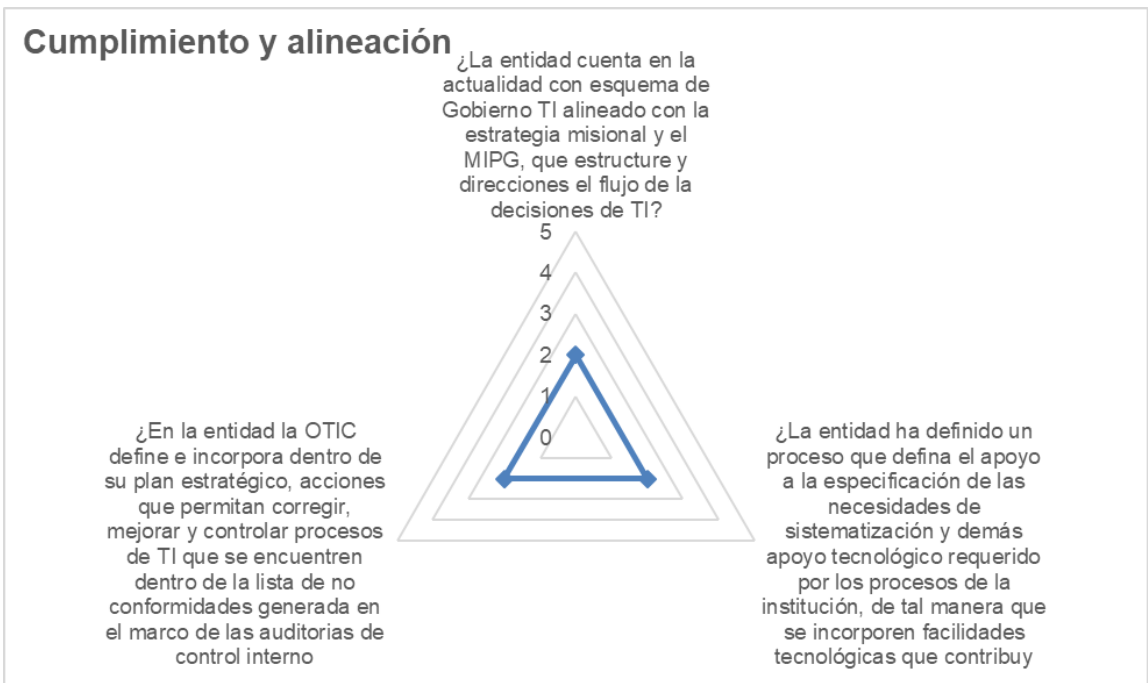 Cumplimiento y alineación
¿La entidad cuenta en la
actualidad con esquema de
Gobierno TI alineado con la
estrategia misional y el
MIPG, que estructure y
direcciones el flujo de la
decisiones de TI?
5
4
3
2
1
0
¿En la entidad la OTIC
define e incorpora dentro de
su plan estratégico, acciones
que permitan corregir,
mejorar y controlar procesos
de TI que se encuentren
dentro de la lista de no
conformidades generada en
el marco de las auditorias de
control interno
¿La entidad ha definido un
proceso que defina el apoyo
a la especificación de las
necesidades de
sistematización y demás
apoyo tecnológico requerido
por los procesos de la
institución, de tal manera que
se incorporen facilidades
tecnológicas que contribuy